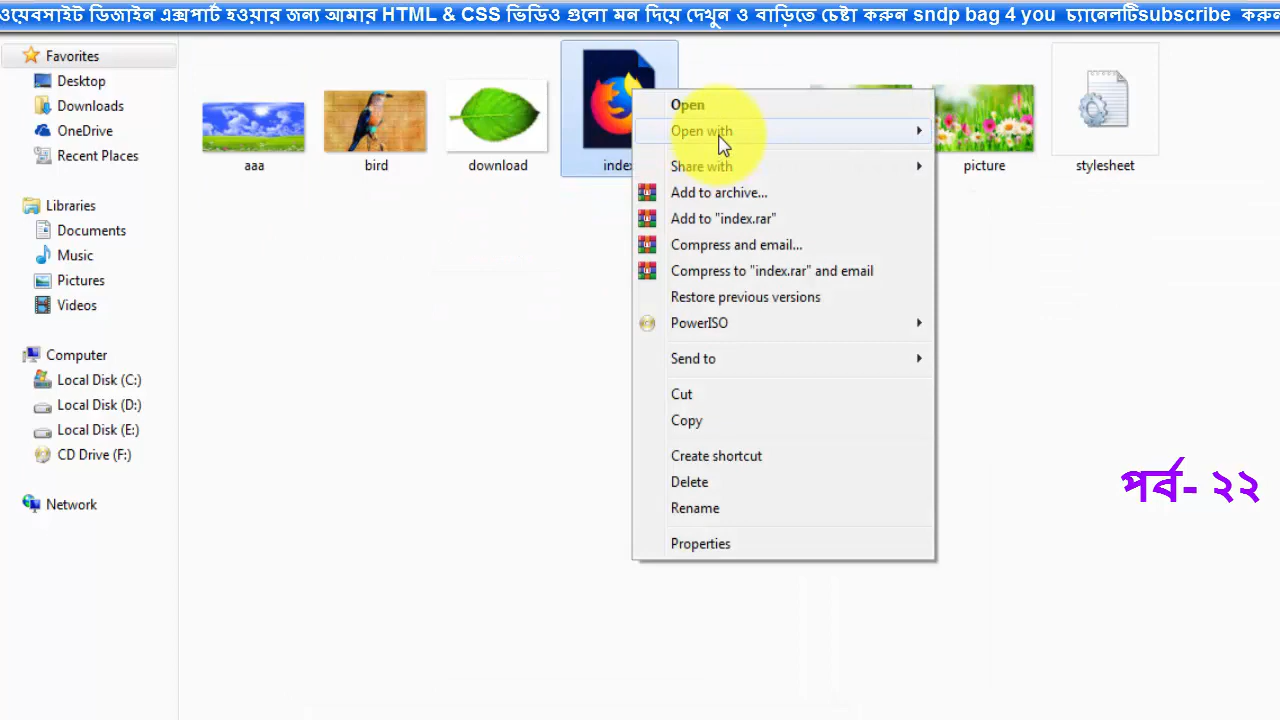 ওয়েবসাইট ডিজাইন এক্সপার্ট হওয়ার জন্য আমার HTML & CSS ভিডিও গুলো মন দিয়ে দেখুন ও বাড়িতে চেষ্টা করুন sndp bag 4 you চ্যানেলটিsubscribe করুন
Favorites
Desktop
Downloads
OneDrive
Recent Places
Libraries
Documents
Music
Pictures
Videos
Computer
Local Disk (C:)
Local Disk (D:)
Local Disk (E:)
CD Drive (F:)
Network
aaa
bird
download
index
picture
stylesheet
Open
Open with
Share with
Add to archive...
Add to "index.rar"
Compress and email...
Compress to "index.rar" and email
Restore previous versions
PowerISO
Send to
Cut
Copy
Create shortcut
Delete
Rename
Properties
পর্ব- ২২